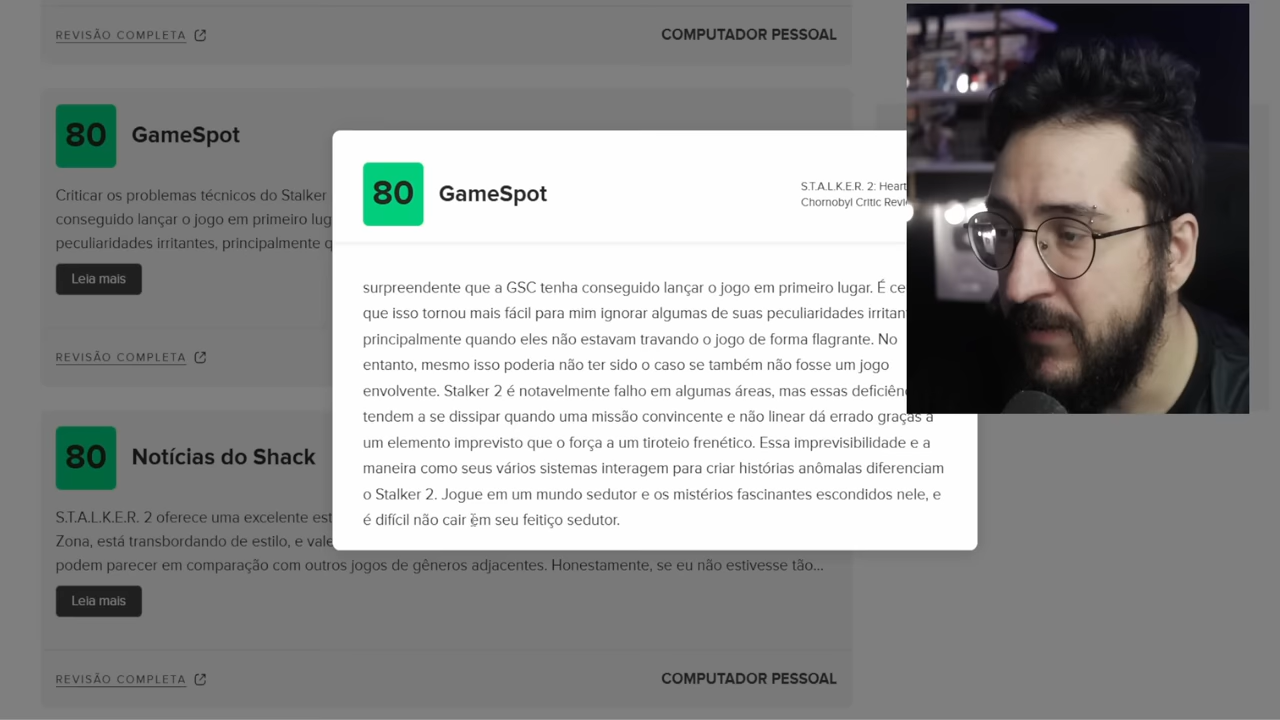 REVISÃO COMPLETA
COMPUTADOR PESSOAL
80
GameSpot
Criticar os problemas técnicos do Stalker
conseguido lançar o jogo em primeiro lug
peculiaridades irritantes, principalmente q
Leia mais
REVISÃO COMPLETA
80
GameSpot
S.T.A.L.K.E.R. 2: Heart
Chornobyl Critic Revie
surpreendente que a GSC tenha conseguido lançar o jogo em primeiro lugar. É ce
que isso tornou mais fácil para mim ignorar algumas de suas peculiaridades irritan
principalmente quando eles não estavam travando o jogo de forma flagrante. No
entanto, mesmo isso poderia não ter sido o caso se também não fosse um jogo
envolvente. Stalker 2 é notavelmente falho em algumas áreas, mas essas deficiênc
tendem a se dissipar quando uma missão convincente e não linear dá errado graças a
um elemento imprevisto que o força a um tiroteio frenético. Essa imprevisibilidade e a
maneira como seus vários sistemas interagem para criar histórias anômalas diferenciam
o Stalker 2. Jogue em um mundo sedutor e os mistérios fascinantes escondidos nele, e
é difícil não cair em seu feitiço sedutor.
80
Notícias do Shack
S.T.A.L.K.E.R. 2 oferece uma excelente est
Zona, está transbordando de estilo, e vale
podem parecer em comparação com outros jogos de gêneros adjacentes. Honestamente, se eu não estivesse tão...
Leia mais
REVISÃO COMPLETA
COMPUTADOR PESSOAL